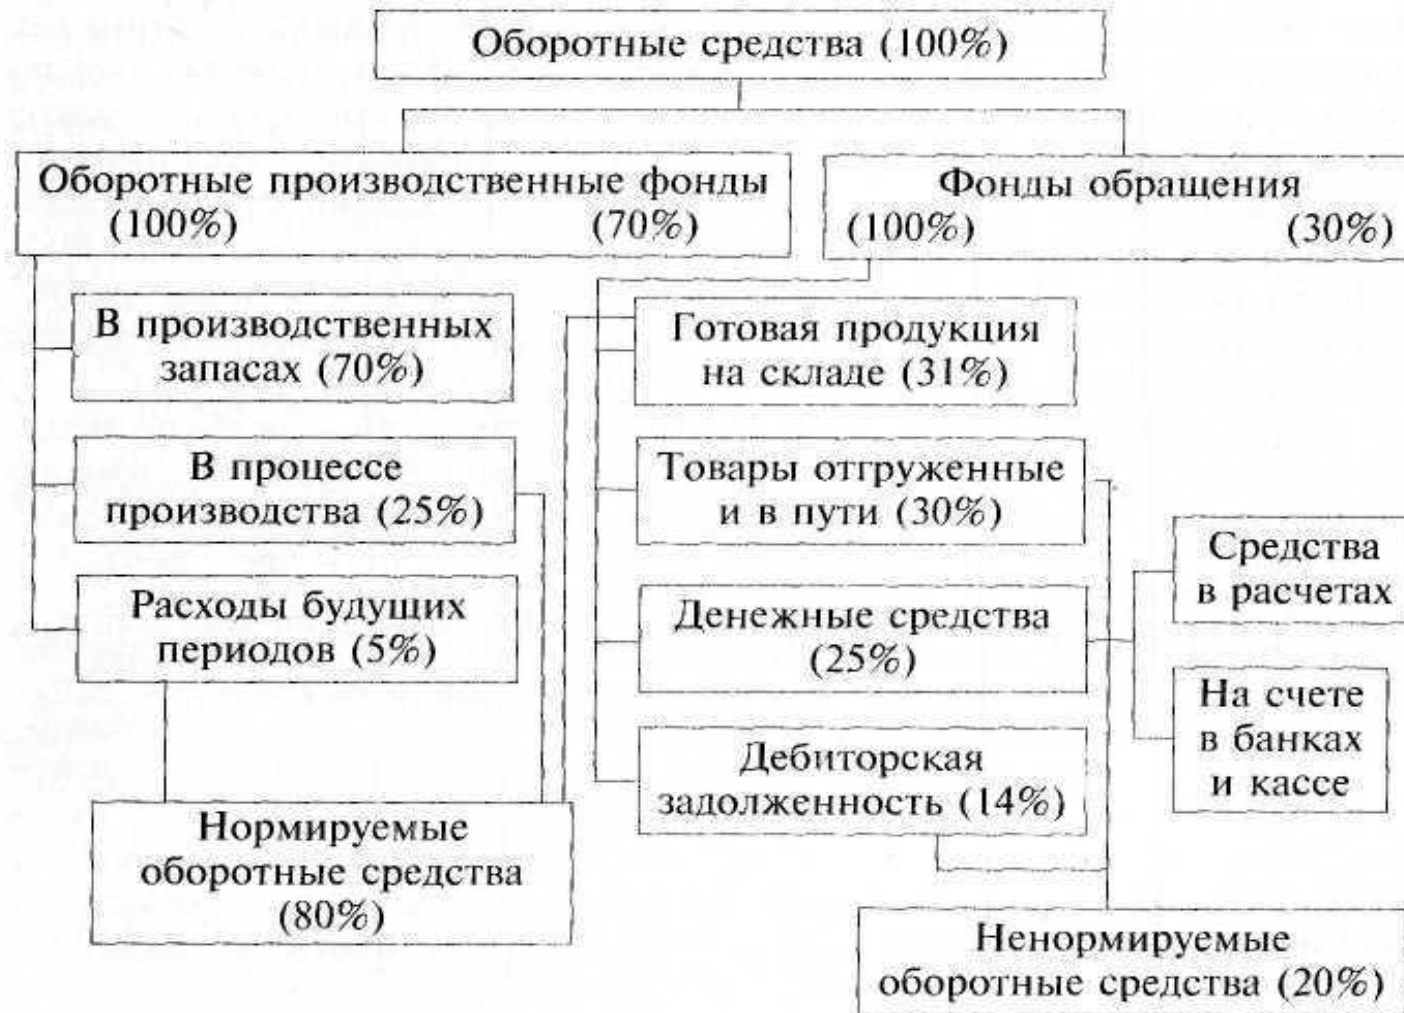 Оборотные средства (100%)
Оборотные производственные фонды
(100%) (70%)
Фонды обращения
(100%) (30%)
В производственных
запасах (70%)
В процессе
производства (25%)
Расходы будущих
периодов (5%)
Нормируемые
оборотные средства
(80%)
Готовая продукция
на складе (31%)
Товары отгруженные
и в пути (30%)
Денежные средства
(25%)
Дебиторская
задолженность (14%)
Средства
в расчетах
На счете
в банках
и кассе
Ненормируемые
оборотные средства (20%)